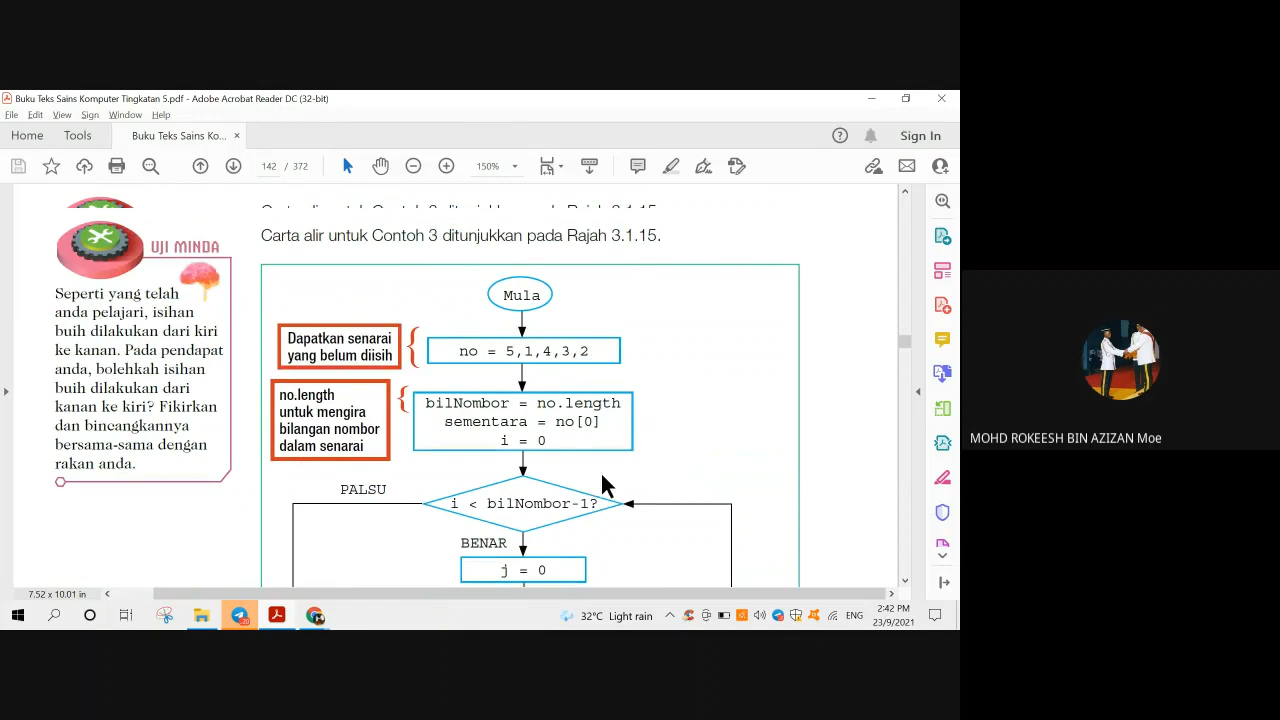 Buku Teks Sains Komputer Tingkatan 5.pdf - Adobe Acrobat Reader DC (32-bit)
File Edit View Sign Window Help
Home Tools Buku Teks Sains Ko... × Sign In
142 / 372 150%
Carta alir untuk Contoh 3 ditunjukkan pada Rajah 3.1.15.
UJI MINDA
Seperti yang telah
anda pelajari, isihan
buih dilakukan dari kiri
ke kanan. Pada pendapat
anda, bolehkah isihan
buih dilakukan dari
kanan ke kiri? Fikirkan
dan bincangkannya
bersama-sama dengan
rakan anda.
Mula
Dapatkan senarai
yang belum diisih
no = 5,1,4,3,2
no.length
untuk mengira
bilangan nombor
dalam senarai
bilNombor = no.length
sementara = no[0]
i = 0
PALSU
i < bilNombor-1?
BENAR
j = 0
MOHD ROKEESH BIN AZIZAN Moe
7.52 x 10.01 in
32°C Light rain
ENG
2:42 PM
23/9/2021